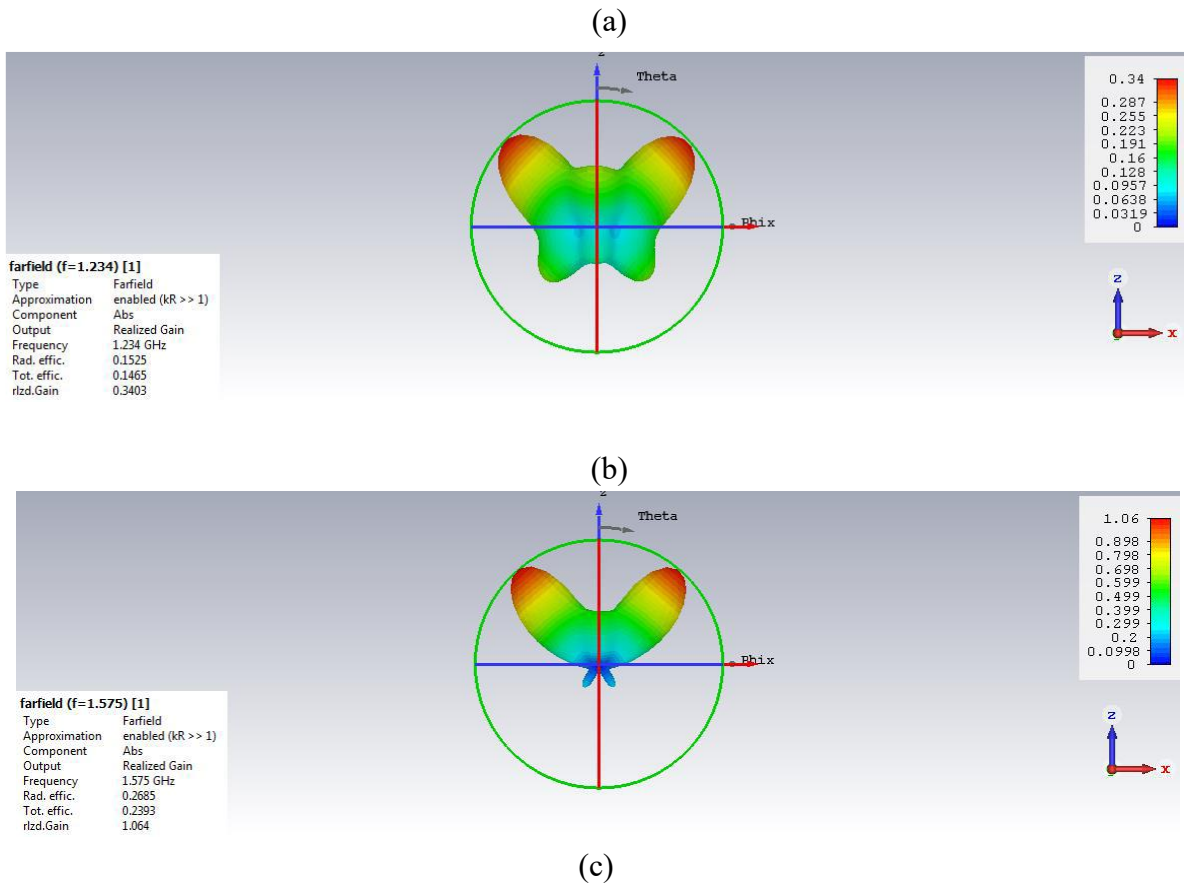 (a)
z
Theta
Phix
0.34
0.287
0.255
0.223
0.191
0.16
0.128
0.0957
0.0638
0.0319
0
farfield (f=1.234) [1]
Type Farfield
Approximation enabled (kR >> 1)
Component Abs
Output Realized Gain
Frequency 1.234 GHz
Rad. effic. 0.1525
Tot. effic. 0.1465
rlzd.Gain 0.3403
z
x
(b)
z
Theta
Phix
1.06
0.898
0.798
0.698
0.599
0.499
0.399
0.299
0.2
0.0998
0
farfield (f=1.575) [1]
Type Farfield
Approximation enabled (kR >> 1)
Component Abs
Output Realized Gain
Frequency 1.575 GHz
Rad. effic. 0.2685
Tot. effic. 0.2393
rlzd.Gain 1.064
z
x
(c)